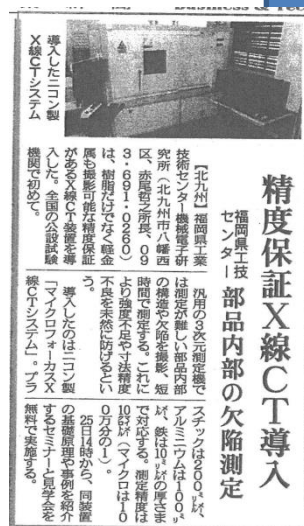 導入したニコン製
X線CTシステム
精度保証X線CT導入
福岡県工技
センター
部品内部の欠陥測定
【北九州】福岡県工業
技術センター機械電子研
究所(北九州市八幡西
区、赤尾哲之所長、09
3・691・0260)
は、樹脂だけでなく軽金
属も撮影可能な精度保証
があるX線CT装置を導
入した。全国の公設試験
機関で初めて。
汎用の3次元測定機で
は測定が難しい部品内部
の構造や欠陥を撮影、短
時間で測定する。これに
より強度不足や寸法精度
不良を未然に防げるとい
う。
導入したのはニコン製
「マイクロフォーカスX
線CTシステム」。プラ
スチックは200㍉㍍、
アルミニウムは100㍉
㍍、鉄は10㍉㍍の厚さま
で対応する。測定精度は
10㍈㍍(マイクロは10
0万分の1)。
25日14時から、同装置
の基礎原理や事例を紹介
するセミナーと見学会を
無料で実施する。